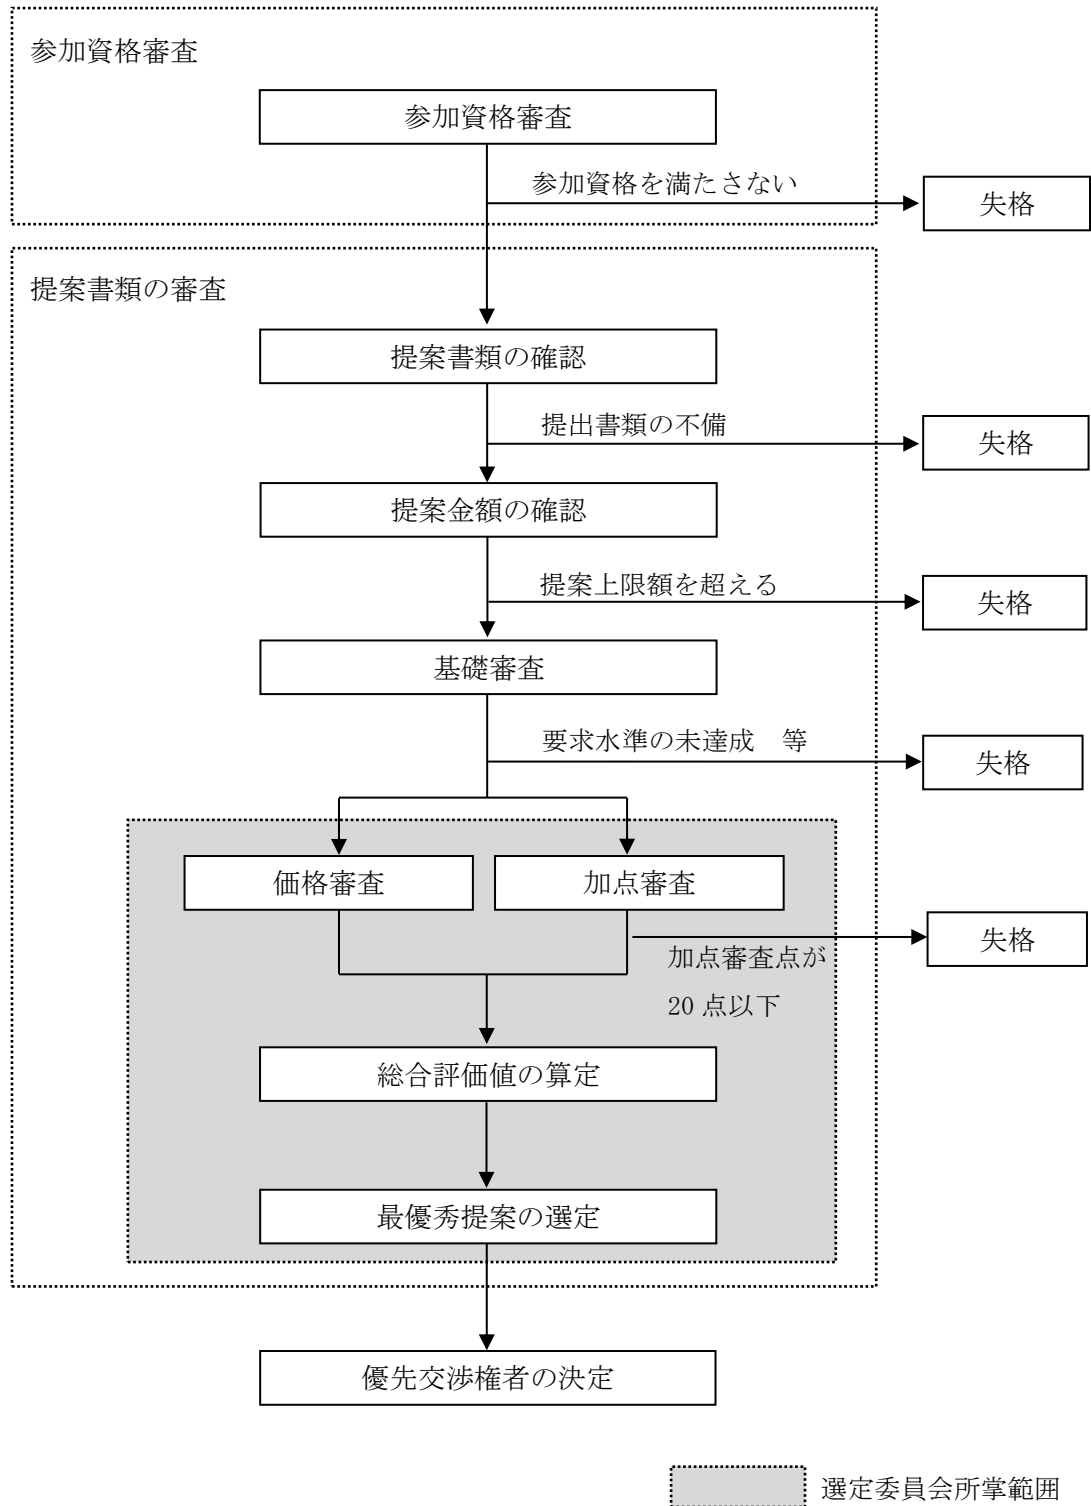 参加資格審査
参加資格審査
参加資格を満たさない
失格
提案書類の審査
提案書類の確認
提出書類の不備
失格
提案金額の確認
提案上限額を超える
失格
基礎審査
要求水準の未達成　等
失格
価格審査
加点審査
失格
加点審査点が
20 点以下
総合評価値の算定
最優秀提案の選定
優先交渉権者の決定
選定委員会所掌範囲